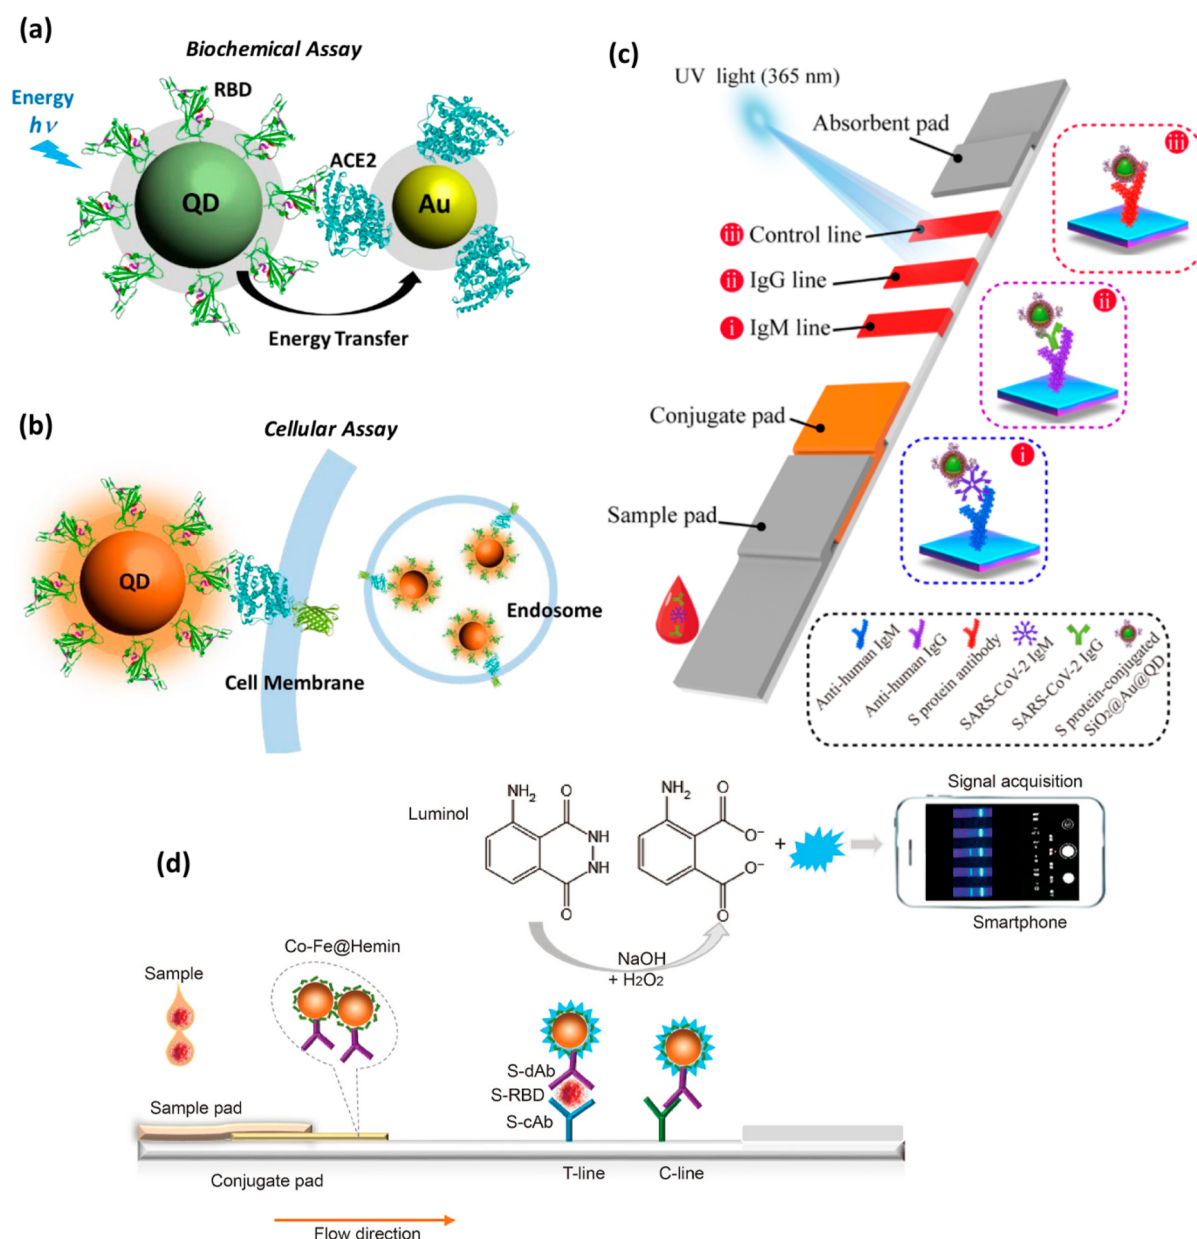 (a)
Biochemical Assay
Energy
hν
RBD
ACE2
QD
Au
Energy Transfer
(b)
Cellular Assay
QD
Endosome
Cell Membrane
(c)
UV light (365 nm)
Absorbent pad
iii Control line
ii IgG line
i IgM line
Conjugate pad
Sample pad
iii
ii
i
Anti-human IgM
Anti-human IgG
S protein antibody
SARS-CoV-2 IgM
SARS-CoV-2 IgG
S protein-conjugated
SiO₂@Au@QD
(d)
Luminol
NH₂
O
NH
NH
O
NH₂
O
O⁻
O⁻
O
+
NaOH
+ H₂O₂
Signal acquisition
Smartphone
Sample
Co-Fe@Hemin
Sample pad
Conjugate pad
S-dAb
S-RBD
S-cAb
T-line
C-line
Flow direction